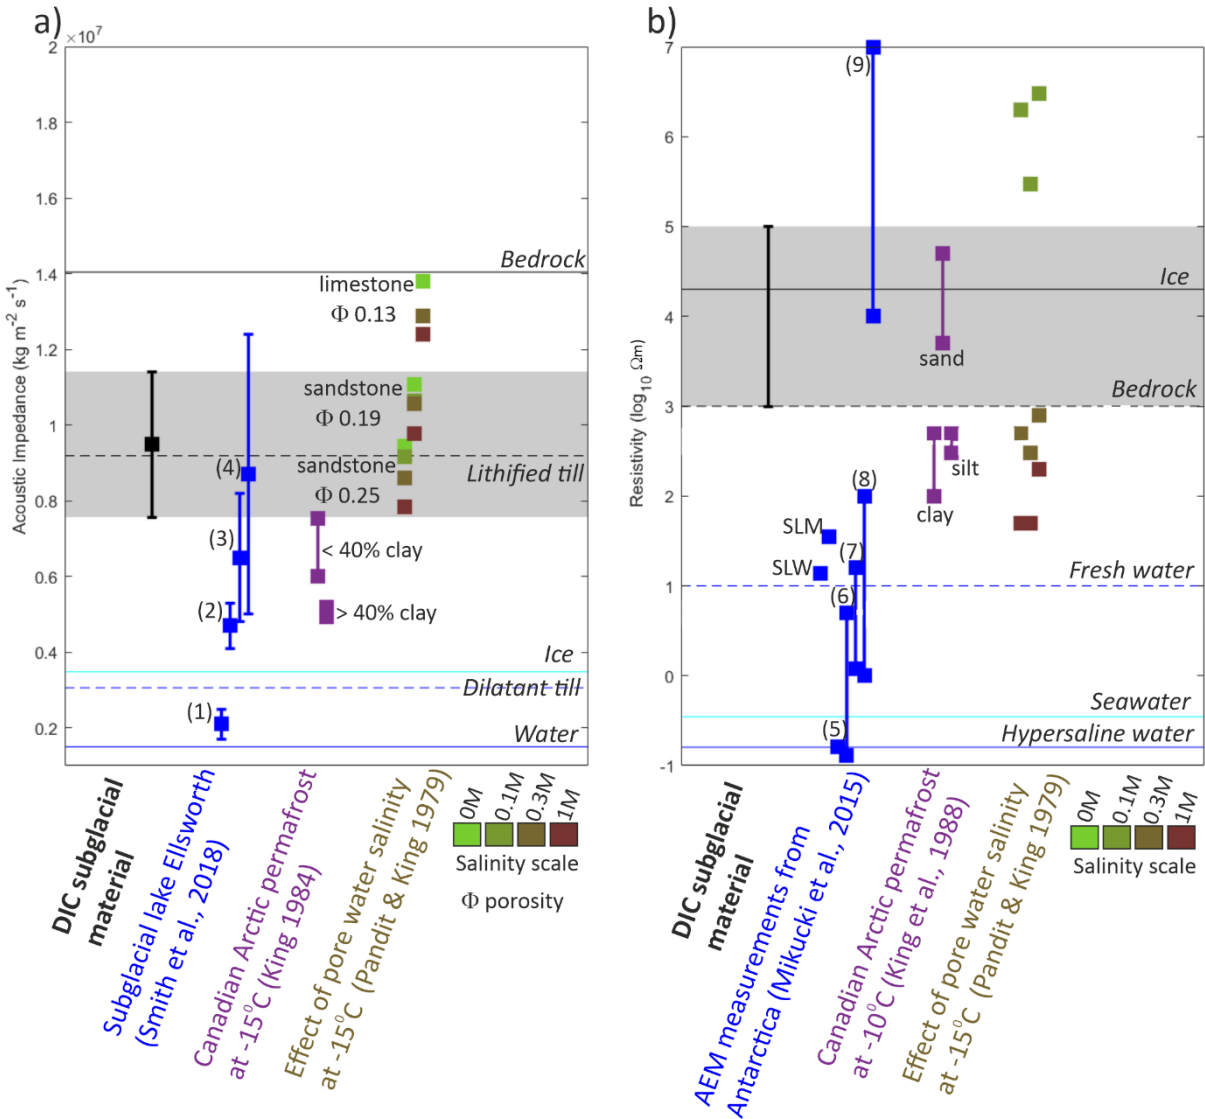 a)
× 10⁷
2
1.8
1.6
1.4
1.2
1
0.8
0.6
0.4
0.2
Acoustic Impedance (kg m⁻² s⁻¹)
Bedrock
limestone
Φ 0.13
sandstone
Φ 0.19
sandstone
Φ 0.25
Lithified till
(4)
(3)
< 40% clay
(2)
> 40% clay
Ice
Dilatant till
(1)
Water
DIC subglacial
material
Subglacial lake Ellsworth
(Smith et al., 2018)
Canadian Arctic permafrost
at -15⁰C (King 1984)
Effect of pore water salinity
at -15⁰C (Pandit & King 1979)
0M
0.1M
0.3M
1M
Salinity scale
Φ porosity
b)
7
6
5
4
3
2
1
0
-1
Resistivity (log₁₀ Ωm)
(9)
Ice
sand
Bedrock
silt
(8)
clay
SLM
(7)
SLW
Fresh water
(6)
Seawater
(5)
Hypersaline water
DIC subglacial
material
AEM measurements from
Antarctica (Mikucki et al., 2015)
Canadian Arctic permafrost
at -10⁰C (King et al., 1988)
Effect of pore water salinity
at -15⁰C (Pandit & King 1979)
0M
0.1M
0.3M
1M
Salinity scale